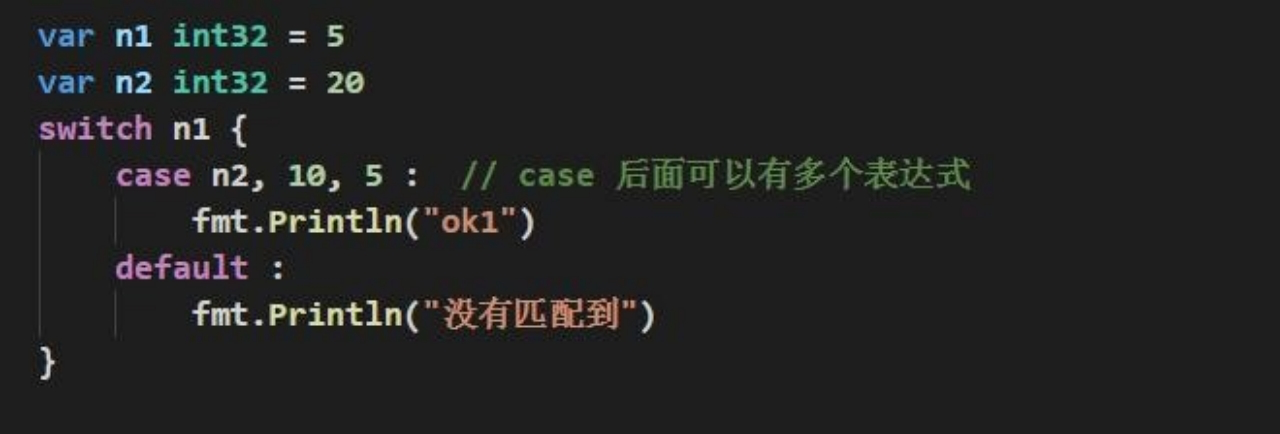 var n1 int32 = 5
var n2 int32 = 20
switch n1 {
    case n2, 10, 5 :  // case 后面可以有多个表达式
        fmt.Println("ok1")
    default :
        fmt.Println("没有匹配到")
}